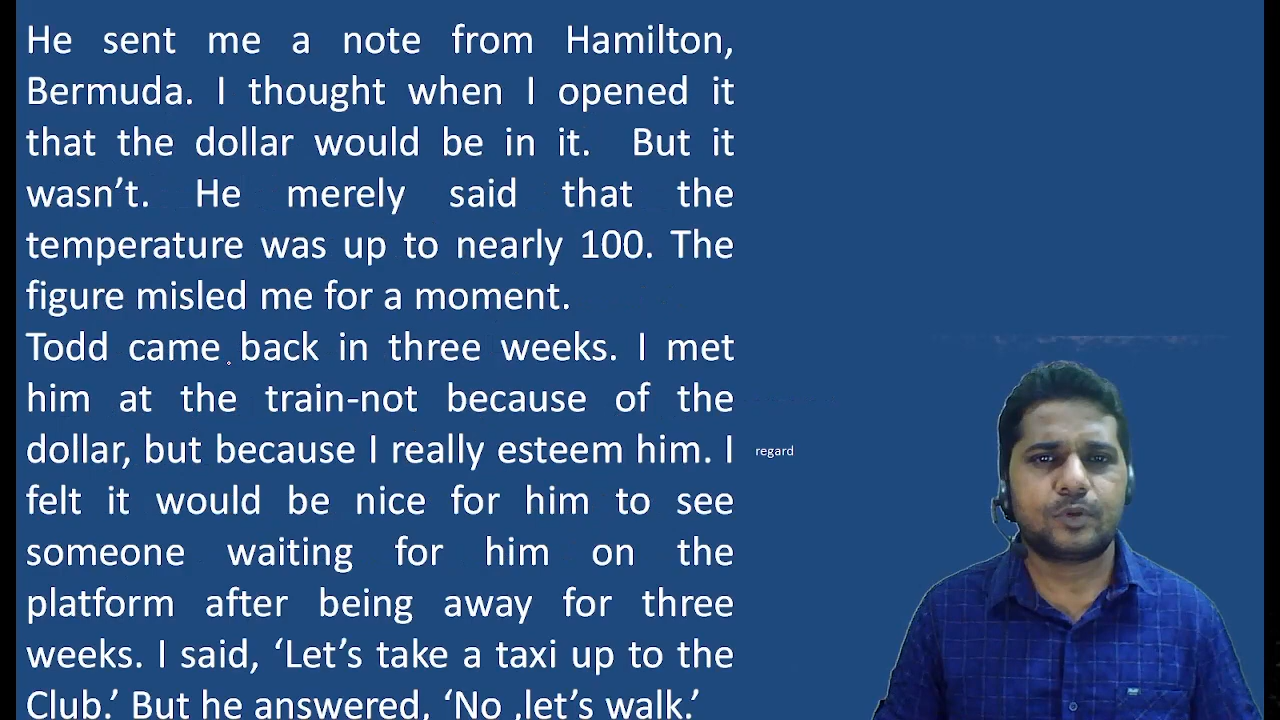 He sent me a note from Hamilton,
Bermuda. I thought when I opened it
that the dollar would be in it. But it
wasn’t. He merely said that the
temperature was up to nearly 100. The
figure misled me for a moment.
Todd came back in three weeks. I met
him at the train-not because of the
dollar, but because I really esteem him. I
regard
felt it would be nice for him to see
someone waiting for him on the
platform after being away for three
weeks. I said, ‘Let’s take a taxi up to the
Club.’ But he answered, ‘No ,let’s walk.’